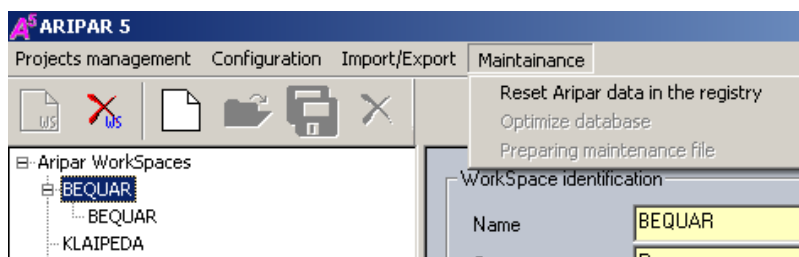 A5 ARIPAR 5
Projects management Configuration Import/Export Maintainance
Reset Aripar data in the registry
Optimize database
Preparing maintenance file
WS WS
Aripar WorkSpaces
BEQUAR
BEQUAR
KLAIPEDA
WorkSpace identification
Name BEQUAR